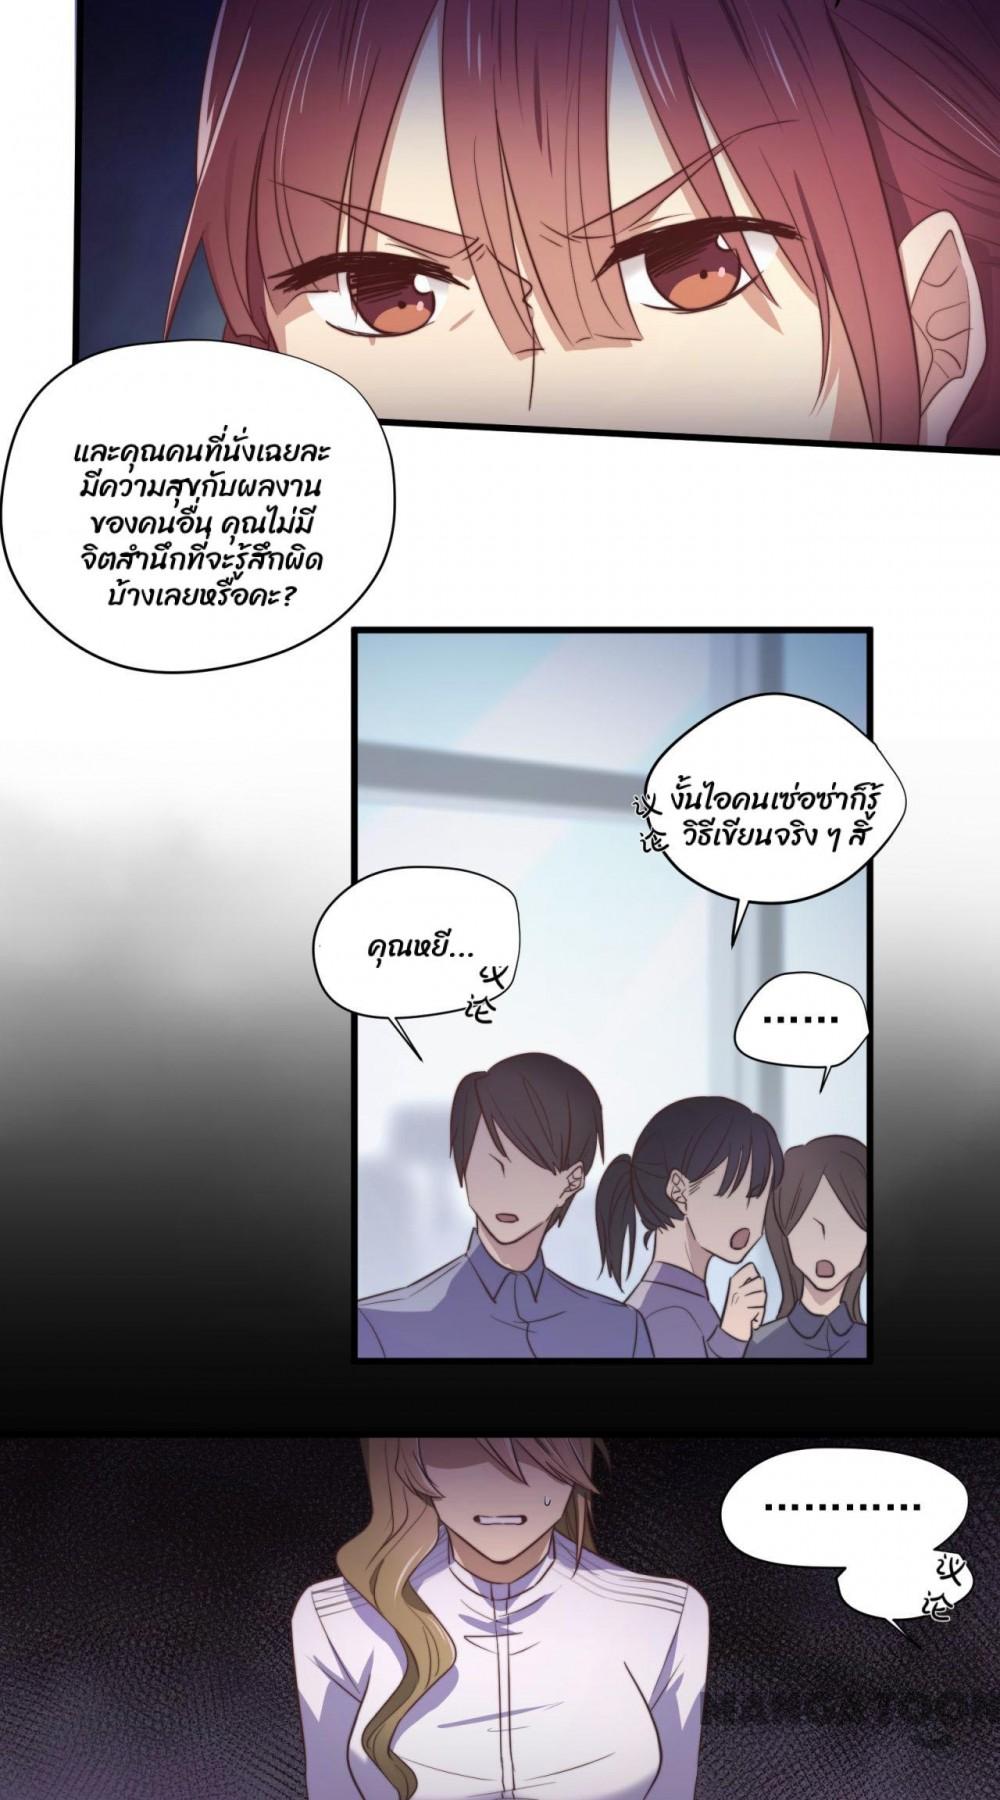 และคุณคนที่นั่งเฉยละ
มีความสุขกับผลงาน
ของคนอื่น คุณไม่มี
จิตสำนึกที่จะรู้สึกผิด
บ้างเลยหรือคะ?
งั้นไอคนเซ่อซ่าก็รู้
วิธีเขียนจริง ๆ สิ
议
论
คุณหยี...
议
论
......
............
议
论